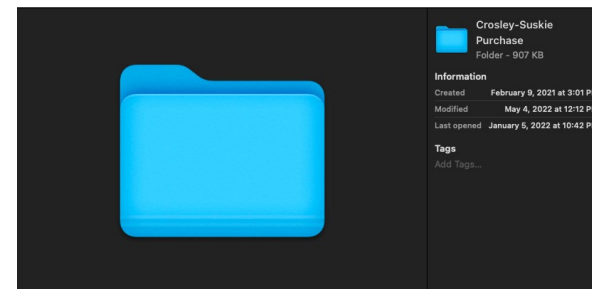 Crosley-Suskie
Purchase
Folder - 907 KB
Information
Created February 9, 2021 at 3:01 P
Modified May 4, 2022 at 12:12 P
Last opened January 5, 2022 at 10:42 P
Tags
Add Tags...